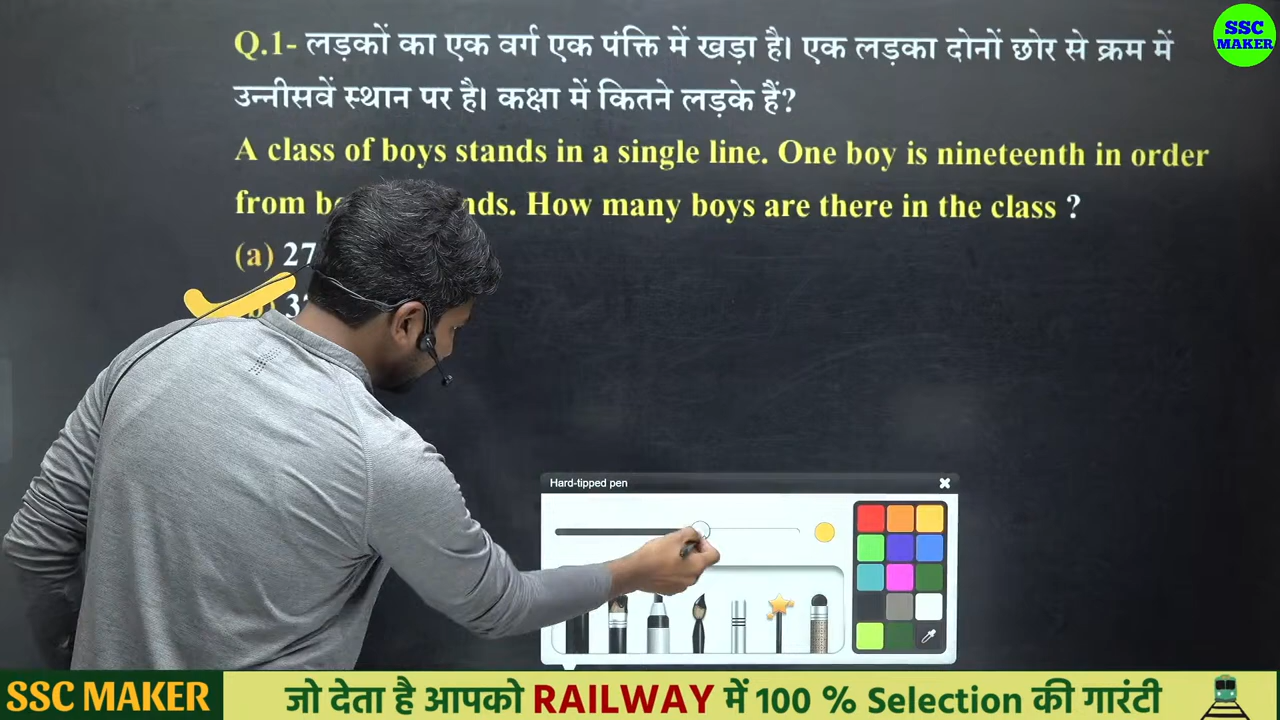 SSC
MAKER
Q.1- लड़कों का एक वर्ग एक पंक्ति में खड़ा है। एक लड़का दोनों छोर से क्रम में
उन्नीसवें स्थान पर है। कक्षा में कितने लड़के हैं?
A class of boys stands in a single line. One boy is nineteenth in order
from nds. How many boys are there in the class ?
(a) 27
Hard-tipped pen
SSC MAKER
जो देता है आपको RAILWAY में 100 % Selection की गारंटी